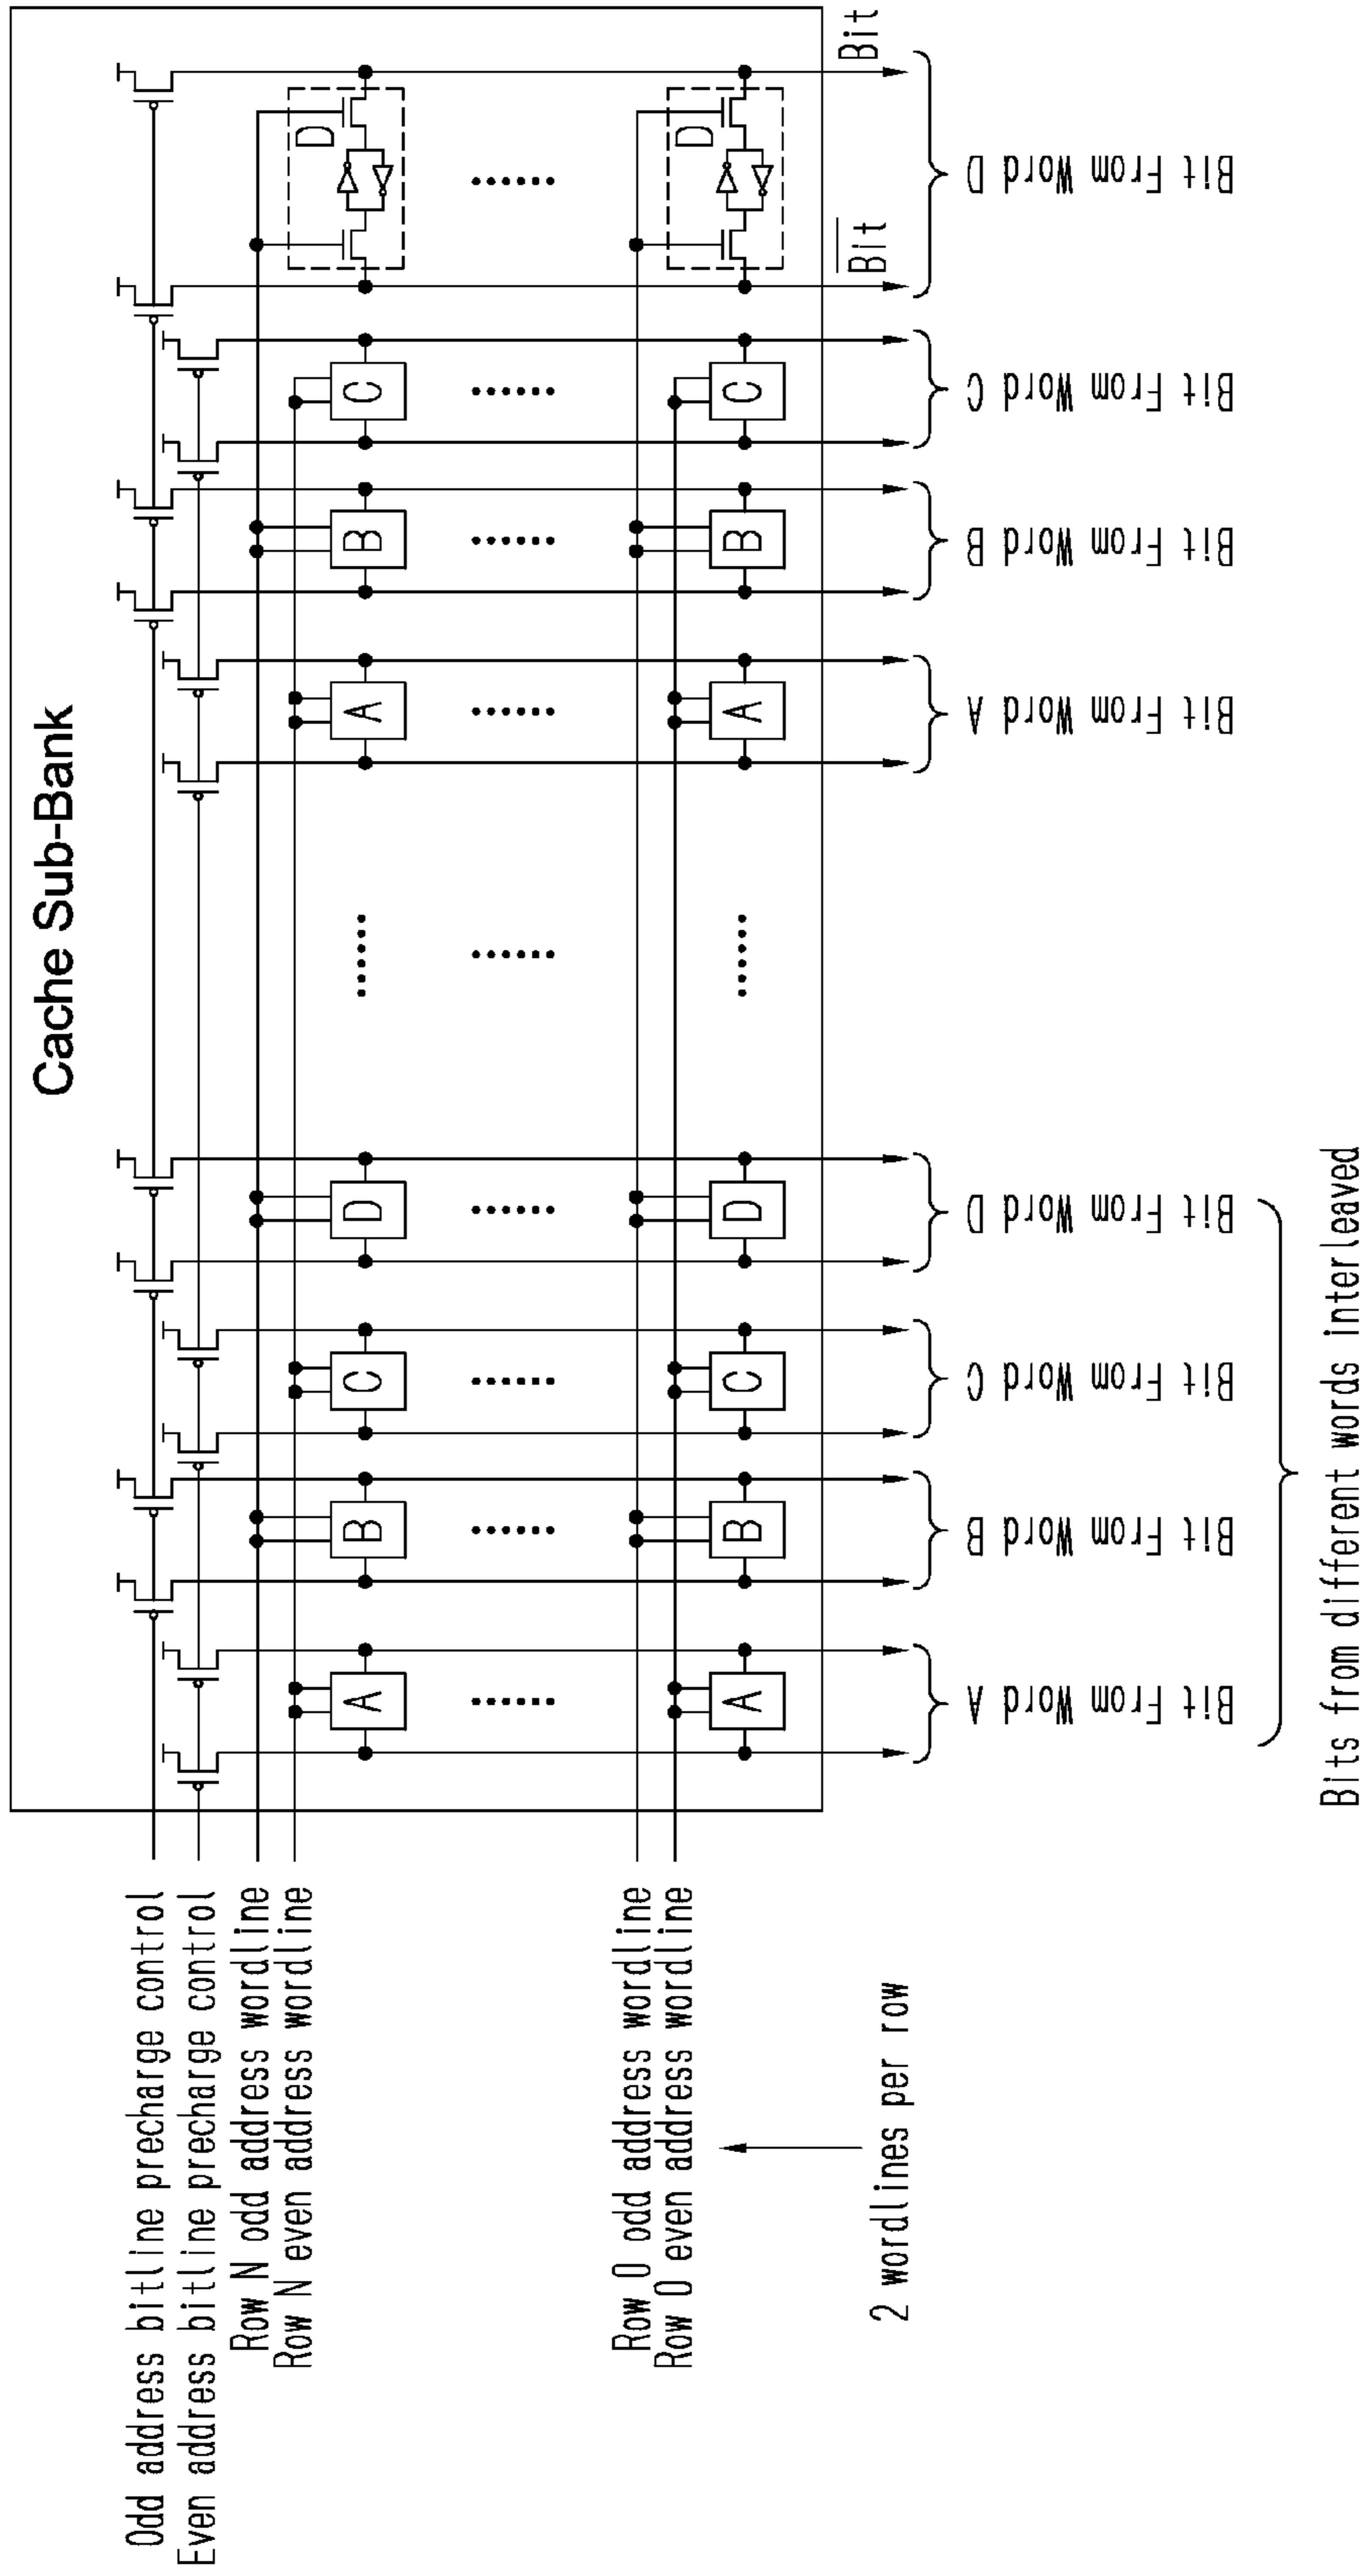 Cache Sub-Bank
Odd address bitline precharge control
Even address bitline precharge control
Row N odd address wordline
Row N even address wordline
D
A
B
C
D
A
B
C
Row 0 odd address wordline
Row 0 even address wordline
D
A
B
C
D
A
B
C
2 wordlines per row
Bit
Bit
Bit From Word A
Bit From Word B
Bit From Word C
Bit From Word D
Bit From Word A
Bit From Word B
Bit From Word C
Bit From Word D
Bits from different words interleaved